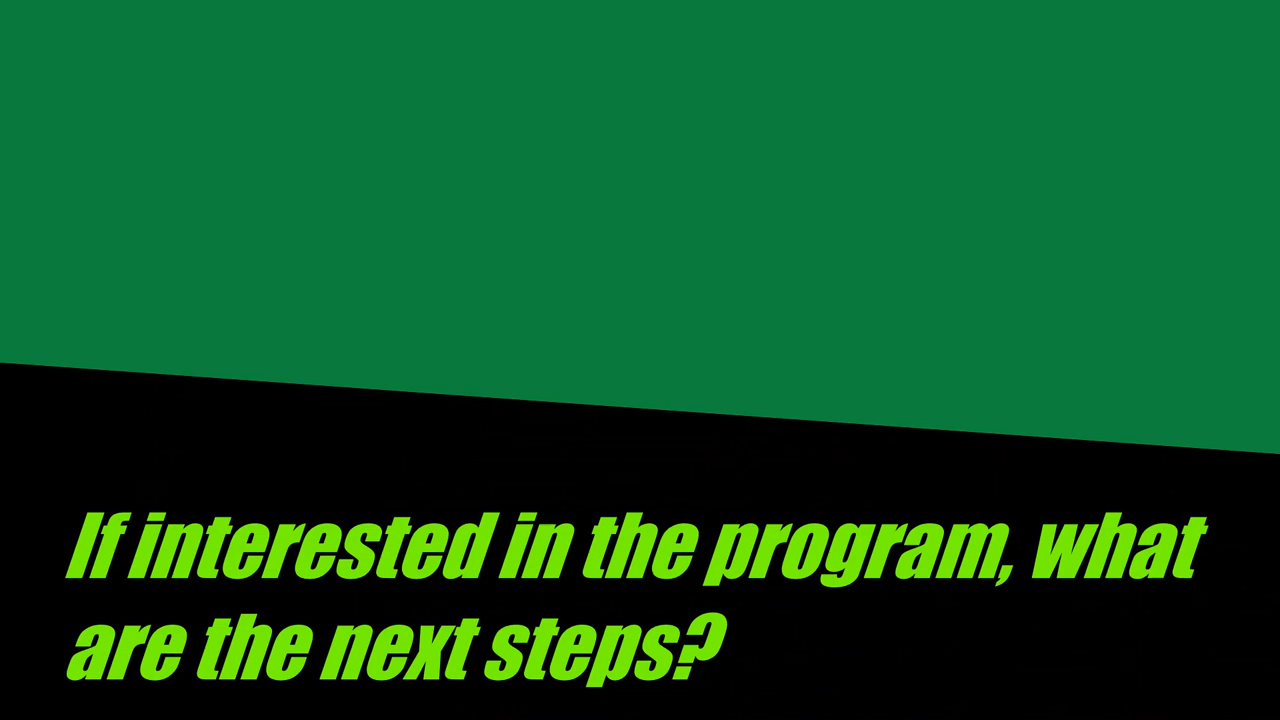 If interested in the program, what
are the next steps?